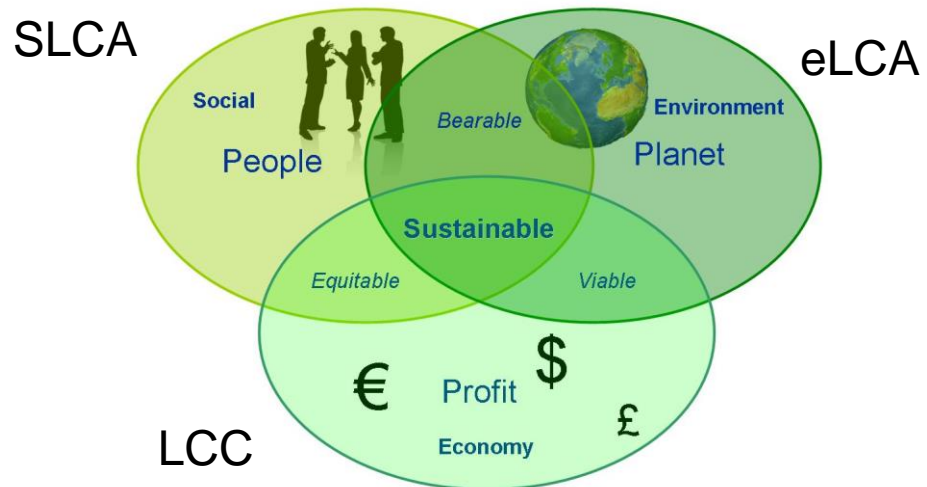 SLCA
eLCA
Social
Environment
Bearable
People
Planet
Sustainable
Equitable
Viable
$
€
Profit
£
Economy
LCC